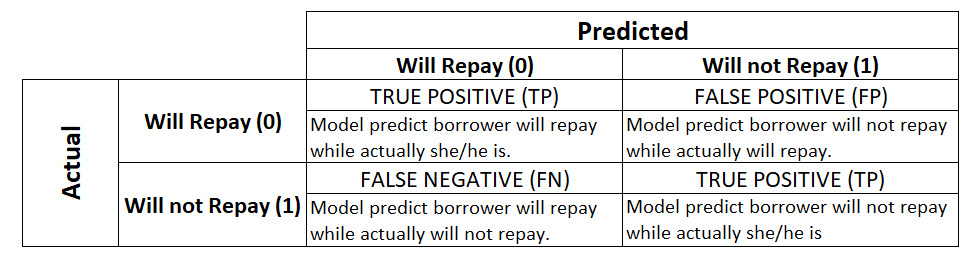 Predicted
Will Repay (0)
Will not Repay (1)
Actual
Will Repay (0)
TRUE POSITIVE (TP)
Model predict borrower will repay
while actually she/he is.
FALSE POSITIVE (FP)
Model predict borrower will not repay
while actually will repay.
Will not Repay (1)
FALSE NEGATIVE (FN)
Model predict borrower will repay
while actually will not repay.
TRUE POSITIVE (TP)
Model predict borrower will not repay
while actually she/he is